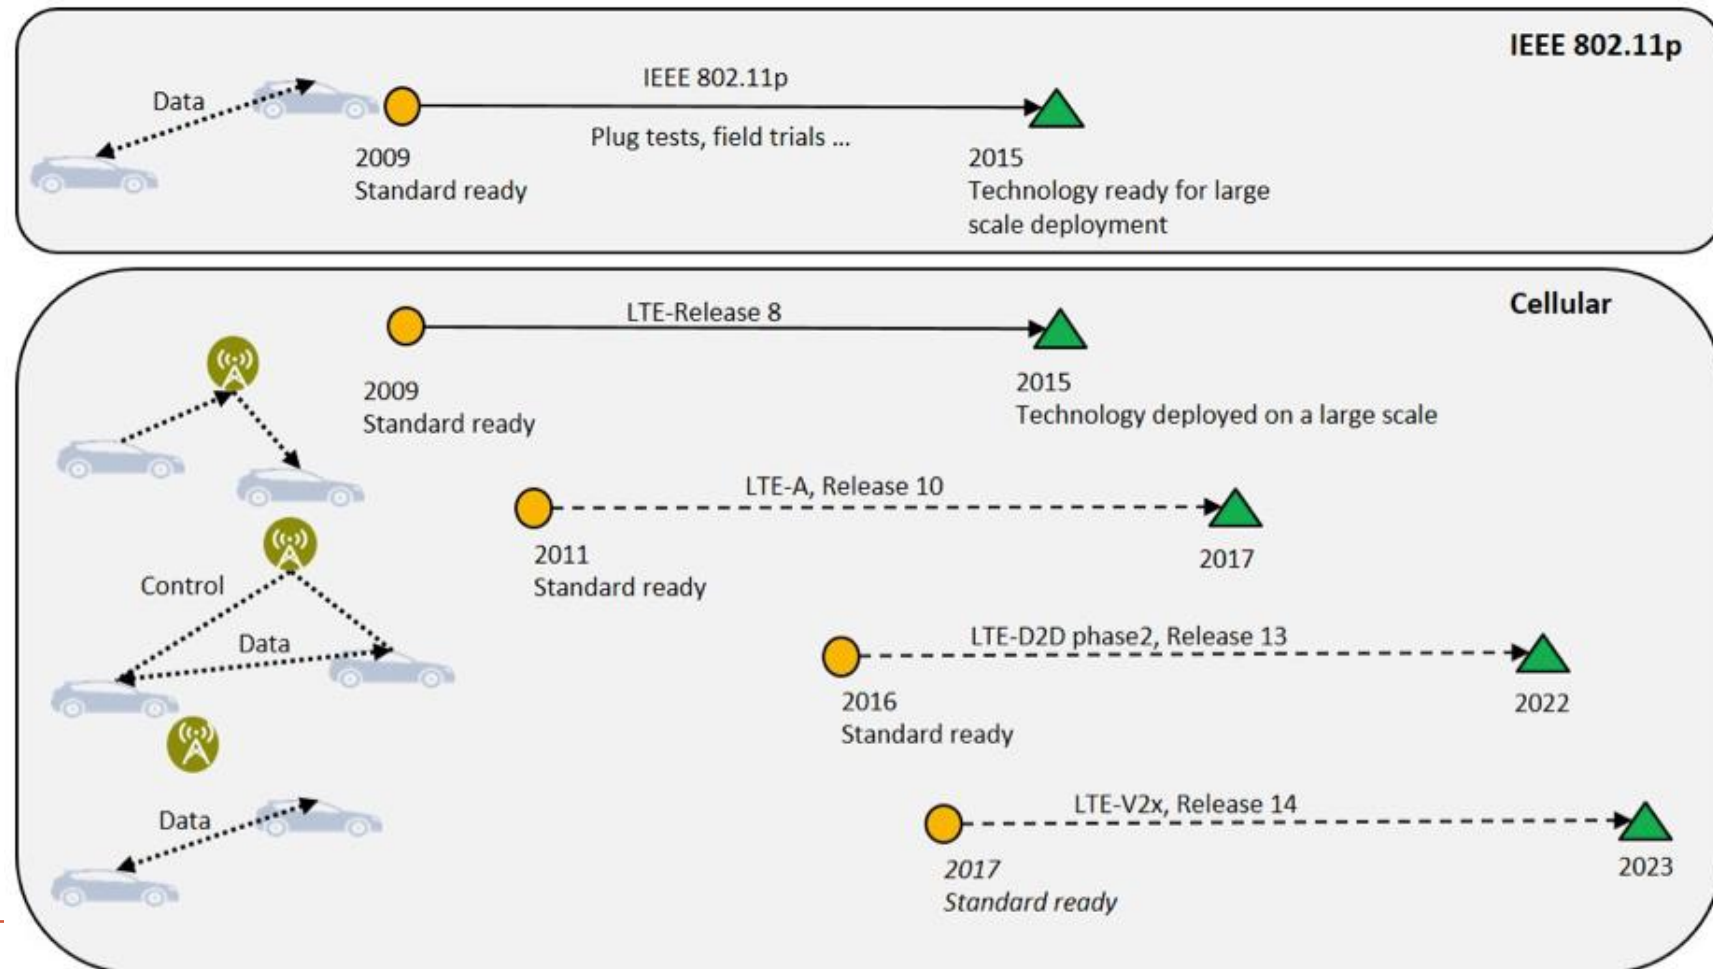 IEEE 802.11p
IEEE 802.11p
Data
Plug tests, field trials ...
2009
Standard ready
2015
Technology ready for large
scale deployment
Cellular
LTE-Release 8
2009
Standard ready
2015
Technology deployed on a large scale
LTE-A, Release 10
2011
Standard ready
2017
Control
Data
LTE-D2D phase2, Release 13
2016
Standard ready
2022
LTE-V2x, Release 14
Data
2017
Standard ready
2023